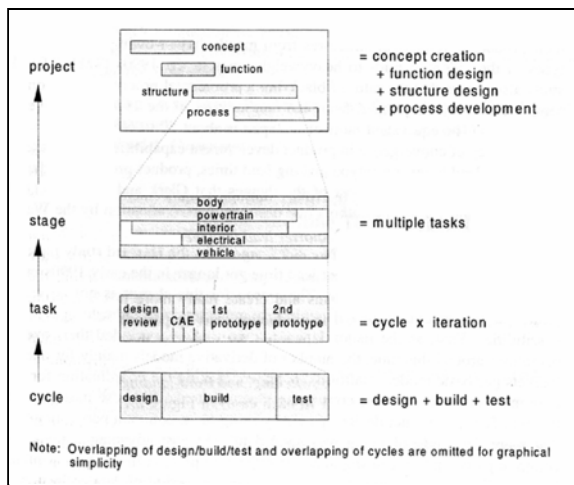 project
concept
function
structure
process
= concept creation
+ function design
+ structure design
+ process development
stage
body
powertrain
interior
electrical
vehicle
= multiple tasks
task
design review
CAE
1st prototype
2nd prototype
= cycle x iteration
cycle
design
build
test
= design + build + test
Note: Overlapping of design/build/test and overlapping of cycles are omitted for graphical
simplicity